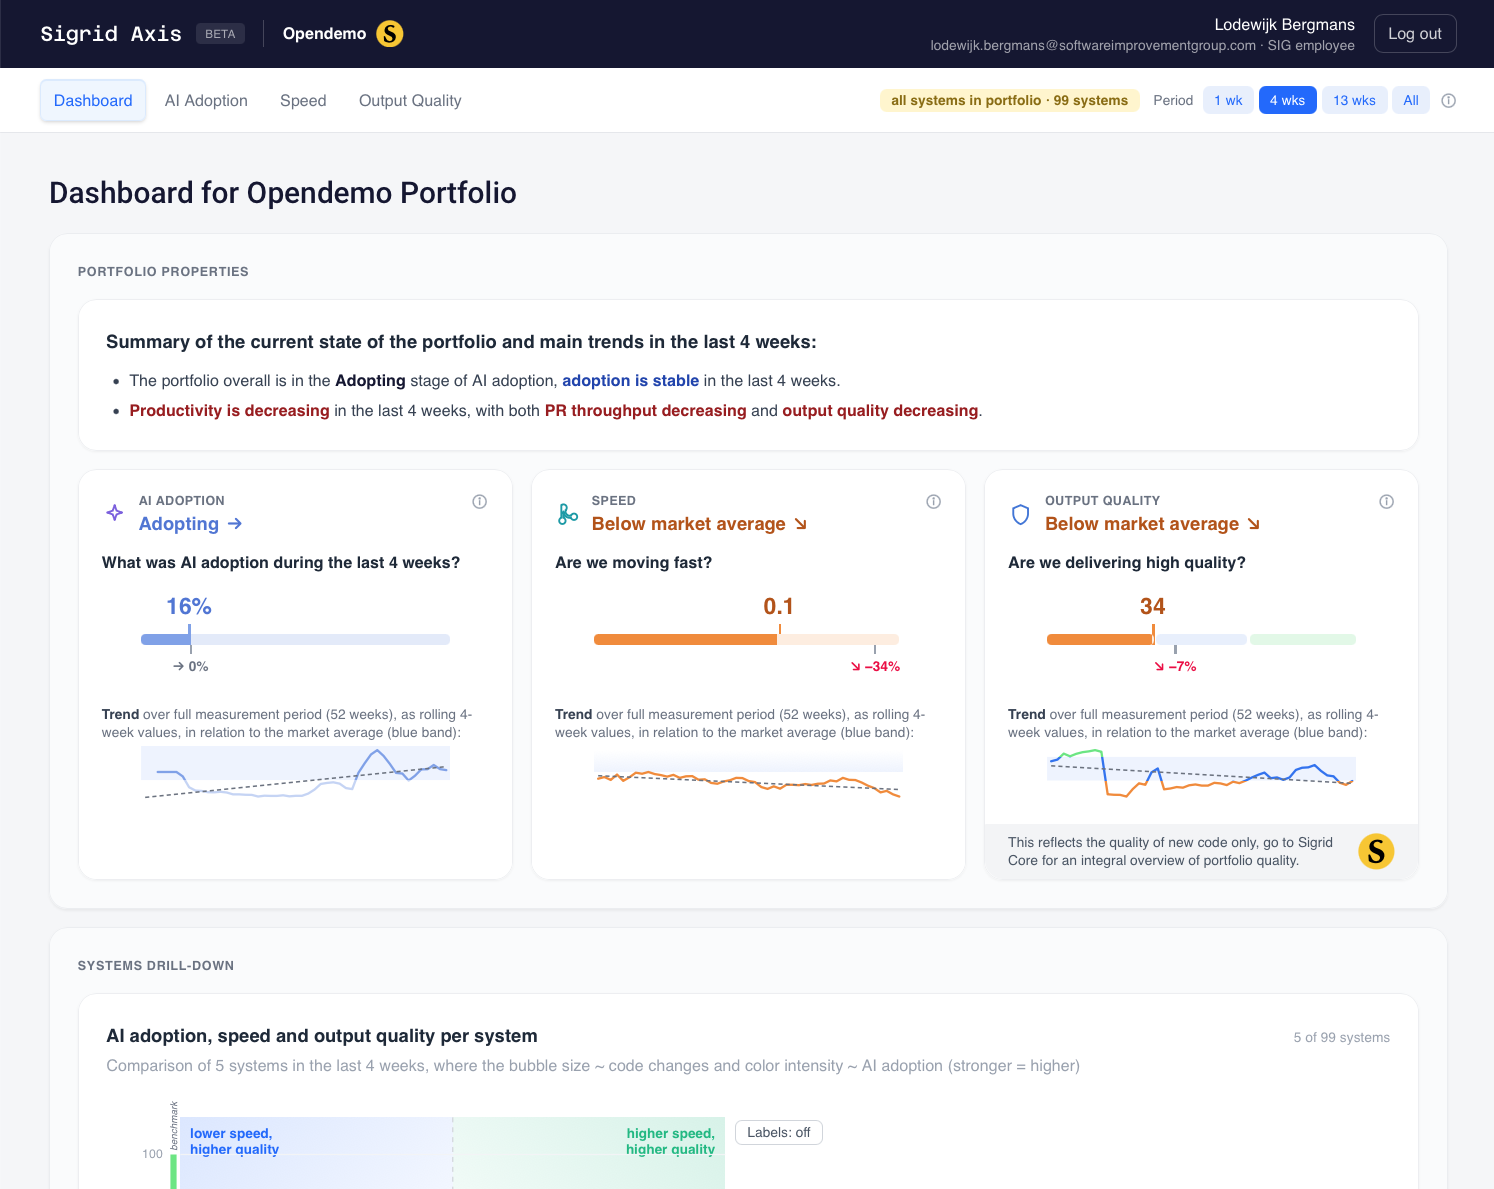 Sigrid Axis BETA Opendemo S
Lodewijk Bergmans
lodewijk.bergmans@softwareimprovementgroup.com · SIG employee
Log out
Dashboard AI Adoption Speed Output Quality
all systems in portfolio · 99 systems Period 1 wk 4 wks 13 wks All
Dashboard for Opendemo Portfolio
PORTFOLIO PROPERTIES
Summary of the current state of the portfolio and main trends in the last 4 weeks:
• The portfolio overall is in the Adopting stage of AI adoption, adoption is stable in the last 4 weeks.
• Productivity is decreasing in the last 4 weeks, with both PR throughput decreasing and output quality decreasing.
AI ADOPTION
Adopting →
What was AI adoption during the last 4 weeks?
16%
→ 0%
Trend over full measurement period (52 weeks), as rolling 4-
week values, in relation to the market average (blue band):
SPEED
Below market average ↘
Are we moving fast?
0.1
↘ –34%
Trend over full measurement period (52 weeks), as rolling 4-
week values, in relation to the market average (blue band):
OUTPUT QUALITY
Below market average ↘
Are we delivering high quality?
34
↘ –7%
Trend over full measurement period (52 weeks), as rolling 4-
week values, in relation to the market average (blue band):
This reflects the quality of new code only, go to Sigrid
Core for an integral overview of portfolio quality.
S
SYSTEMS DRILL-DOWN
AI adoption, speed and output quality per system
5 of 99 systems
Comparison of 5 systems in the last 4 weeks, where the bubble size ~ code changes and color intensity ~ AI adoption (stronger = higher)
benchmark
lower speed,
higher quality
higher speed,
higher quality
Labels: off
100